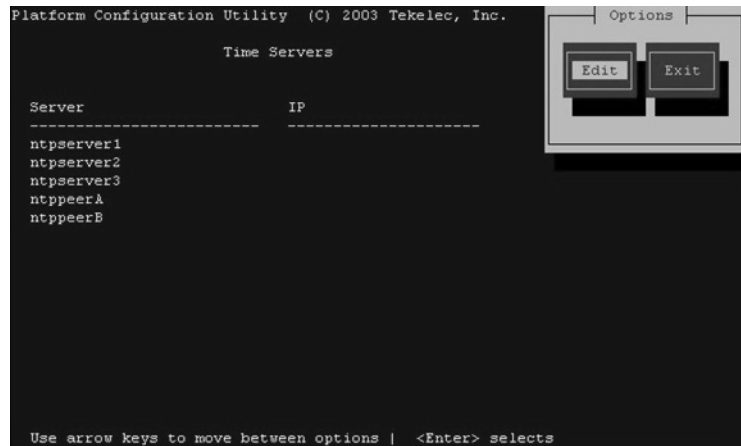 Platform Configuration Utility (C) 2003 Tekelec, Inc.
Options
Time Servers
Edit
Exit
Server IP
------------------------- ---------------------
ntpserver1
ntpserver2
ntpserver3
ntppeerA
ntppeerB
Use arrow keys to move between options | <Enter> selects